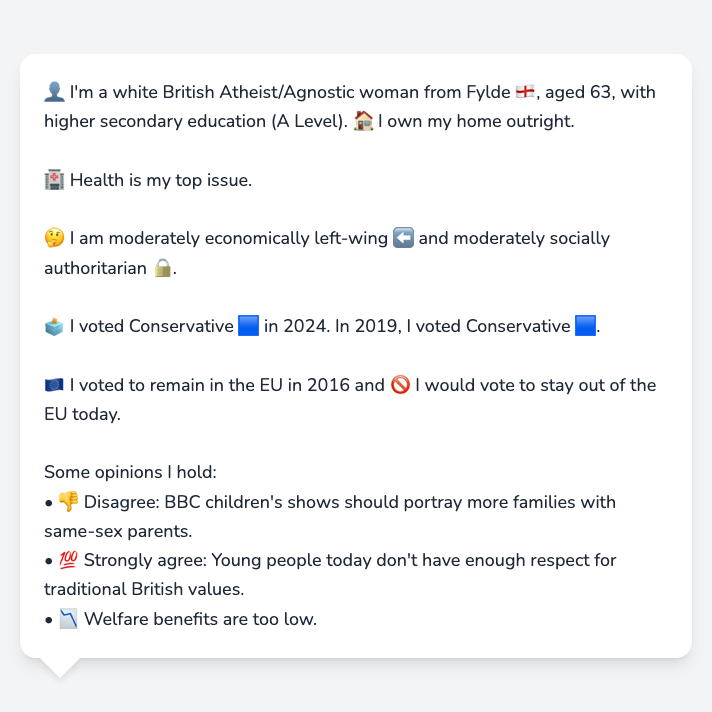 👤 I'm a white British Atheist/Agnostic woman from Fylde 🏴󠁧󠁢󠁥󠁮󠁧󠁿, aged 63, with
higher secondary education (A Level). 🏠 I own my home outright.
🏥 Health is my top issue.
🤔 I am moderately economically left-wing ⬅️ and moderately socially
authoritarian 🔒.
🗳️ I voted Conservative 🟦 in 2024. In 2019, I voted Conservative 🟦.
🇪🇺 I voted to remain in the EU in 2016 and 🚫 I would vote to stay out of the
EU today.
Some opinions I hold:
• 👎 Disagree: BBC children's shows should portray more families with
same-sex parents.
• 💯 Strongly agree: Young people today don't have enough respect for
traditional British values.
• 📉 Welfare benefits are too low.